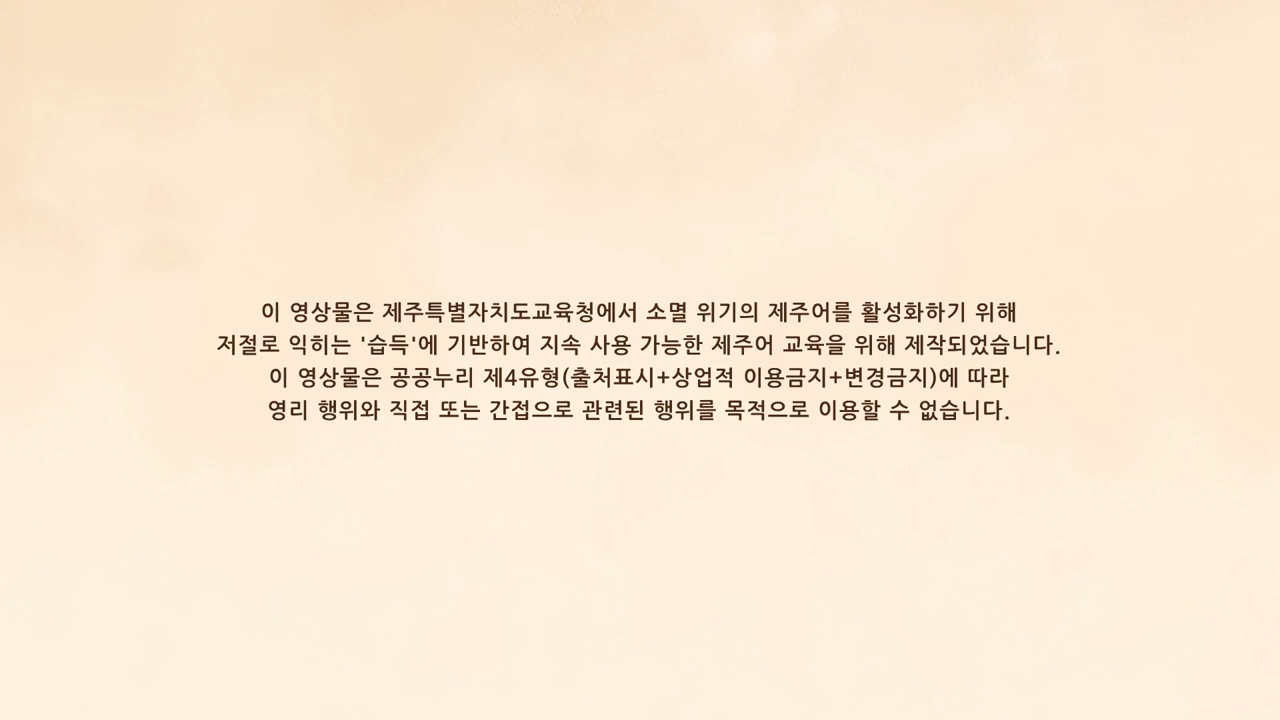 이 영상물은 제주특별자치도교육청에서 소멸 위기의 제주어를 활성화하기 위해
저절로 익히는 '습득'에 기반하여 지속 사용 가능한 제주어 교육을 위해 제작되었습니다.
이 영상물은 공공누리 제4유형(출처표시+상업적 이용금지+변경금지)에 따라
영리 행위와 직접 또는 간접으로 관련된 행위를 목적으로 이용할 수 없습니다.